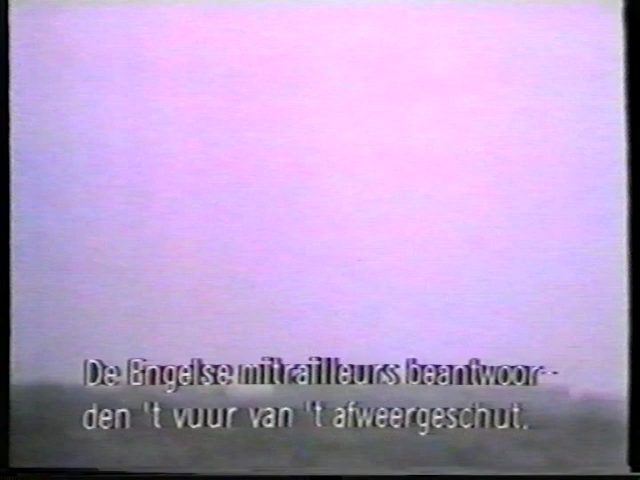 De Engelse mitrailleurs beantwoor-
den 't vuur van 't afweergeschut.